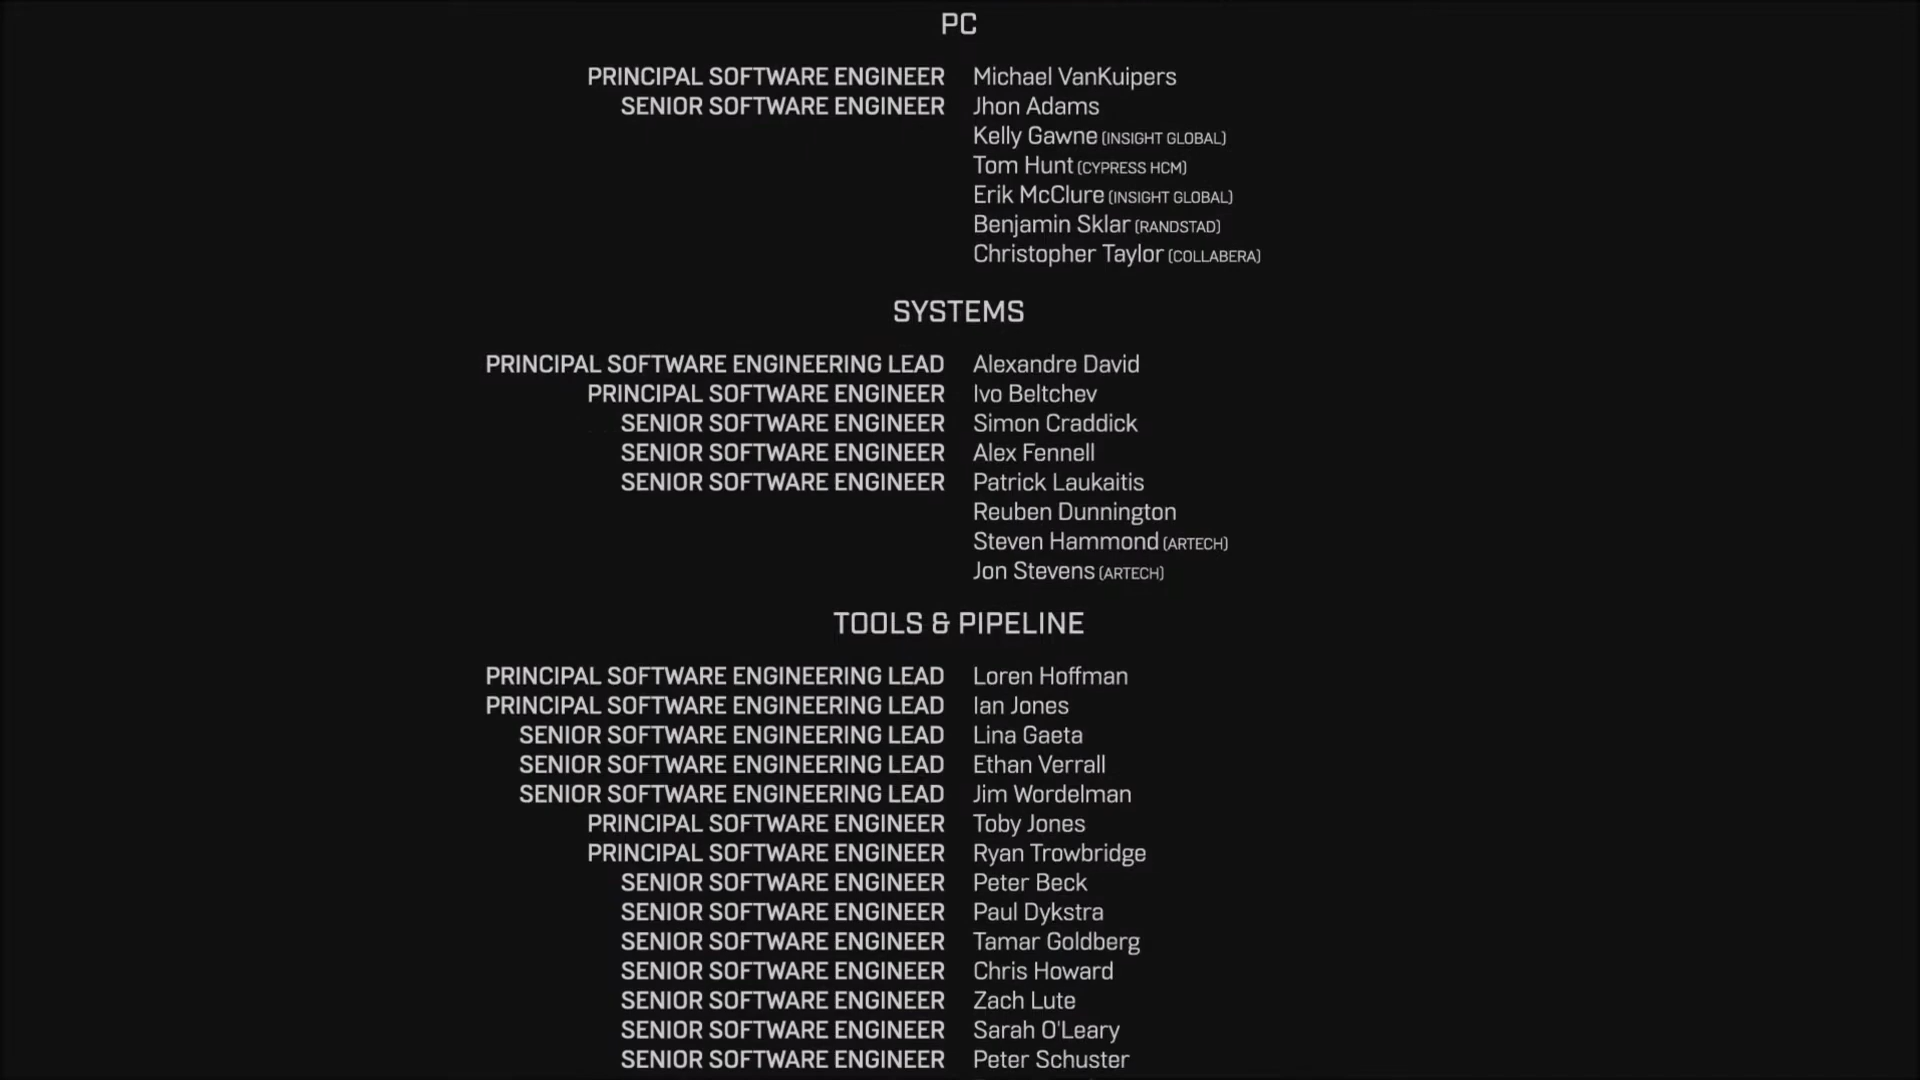 PC
PRINCIPAL SOFTWARE ENGINEER Michael VanKuipers
SENIOR SOFTWARE ENGINEER Jhon Adams
Kelly Gawne (INSIGHT GLOBAL)
Tom Hunt (CYPRESS HCM)
Erik McClure (INSIGHT GLOBAL)
Benjamin Sklar (RANDSTAD)
Christopher Taylor (COLLABERA)
SYSTEMS
PRINCIPAL SOFTWARE ENGINEERING LEAD Alexandre David
PRINCIPAL SOFTWARE ENGINEER Ivo Beltchev
SENIOR SOFTWARE ENGINEER Simon Craddick
SENIOR SOFTWARE ENGINEER Alex Fennell
SENIOR SOFTWARE ENGINEER Patrick Laukaitis
Reuben Dunnington
Steven Hammond (ARTECH)
Jon Stevens (ARTECH)
TOOLS & PIPELINE
PRINCIPAL SOFTWARE ENGINEERING LEAD Loren Hoffman
PRINCIPAL SOFTWARE ENGINEERING LEAD Ian Jones
SENIOR SOFTWARE ENGINEERING LEAD Lina Gaeta
SENIOR SOFTWARE ENGINEERING LEAD Ethan Verrall
SENIOR SOFTWARE ENGINEERING LEAD Jim Wordelman
PRINCIPAL SOFTWARE ENGINEER Toby Jones
PRINCIPAL SOFTWARE ENGINEER Ryan Trowbridge
SENIOR SOFTWARE ENGINEER Peter Beck
SENIOR SOFTWARE ENGINEER Paul Dykstra
SENIOR SOFTWARE ENGINEER Tamar Goldberg
SENIOR SOFTWARE ENGINEER Chris Howard
SENIOR SOFTWARE ENGINEER Zach Lute
SENIOR SOFTWARE ENGINEER Sarah O'Leary
SENIOR SOFTWARE ENGINEER Peter Schuster